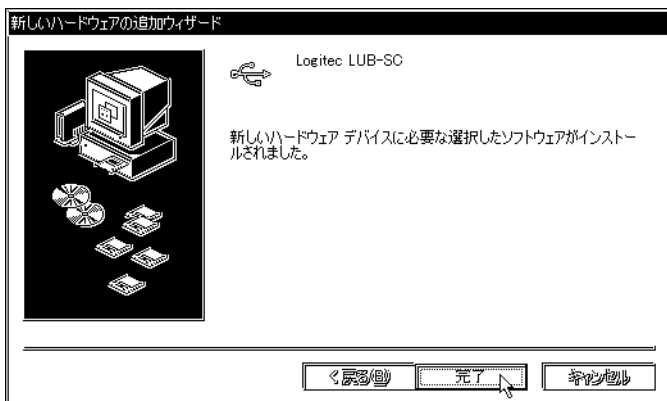 新しいハードウェアの追加ウィザード
Logitec LUB-SC
新しいハードウェア デバイスに必要な選択したソフトウェアがインストー
ルされました。
< 戻る(B)
完了
キャンセル